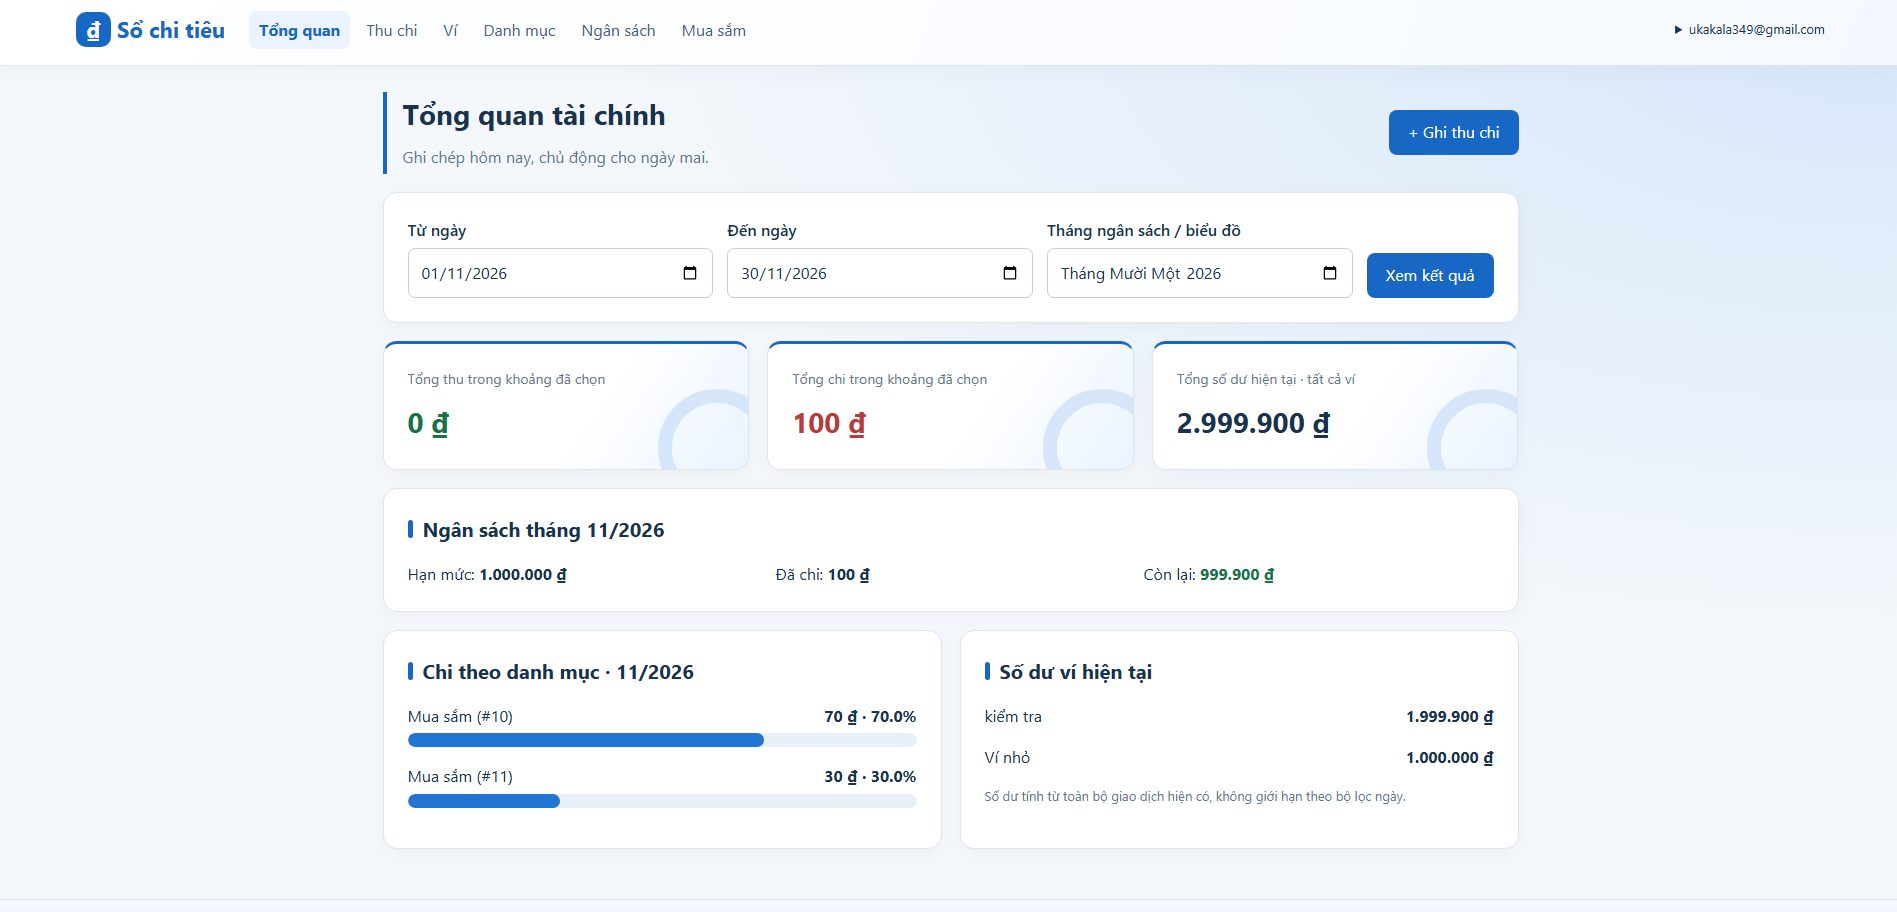 đ Sổ chi tiêu Tổng quan Thu chi Ví Danh mục Ngân sách Mua sắm ▶ ukakala349@gmail.com
Tổng quan tài chính
Ghi chép hôm nay, chủ động cho ngày mai.
+ Ghi thu chi
Từ ngày Đến ngày Tháng ngân sách / biểu đồ
01/11/2026 30/11/2026 Tháng Mười Một 2026 Xem kết quả
Tổng thu trong khoảng đã chọn Tổng chi trong khoảng đã chọn Tổng số dư hiện tại · tất cả ví
0 ₫ 100 ₫ 2.999.900 ₫
Ngân sách tháng 11/2026
Hạn mức: 1.000.000 ₫ Đã chi: 100 ₫ Còn lại: 999.900 ₫
Chi theo danh mục · 11/2026
Mua sắm (#10) 70 ₫ · 70.0%
Mua sắm (#11) 30 ₫ · 30.0%
Số dư ví hiện tại
kiểm tra 1.999.900 ₫
Ví nhỏ 1.000.000 ₫
Số dư tính từ toàn bộ giao dịch hiện có, không giới hạn theo bộ lọc ngày.